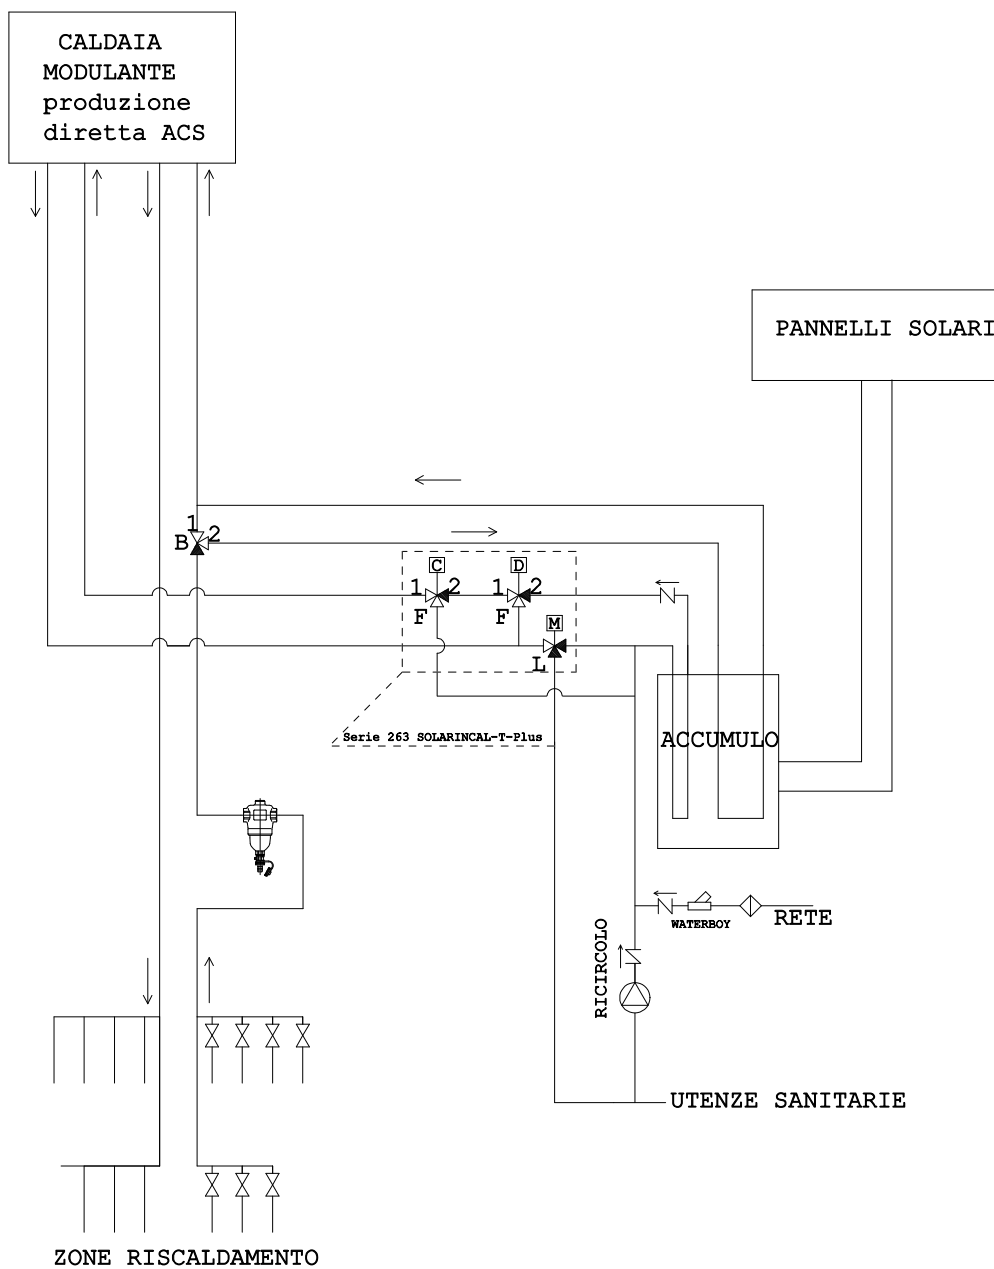 CALDAIA
MODULANTE
produzione
diretta ACS
PANNELLI SOLARI
1
B
2
C
D
1
2
1
2
F
F
M
L
Serie 263 SOLARINCAL-T-Plus
ACCUMULO
WATERBOY
RETE
RICIRCOLO
UTENZE SANITARIE
ZONE RISCALDAMENTO